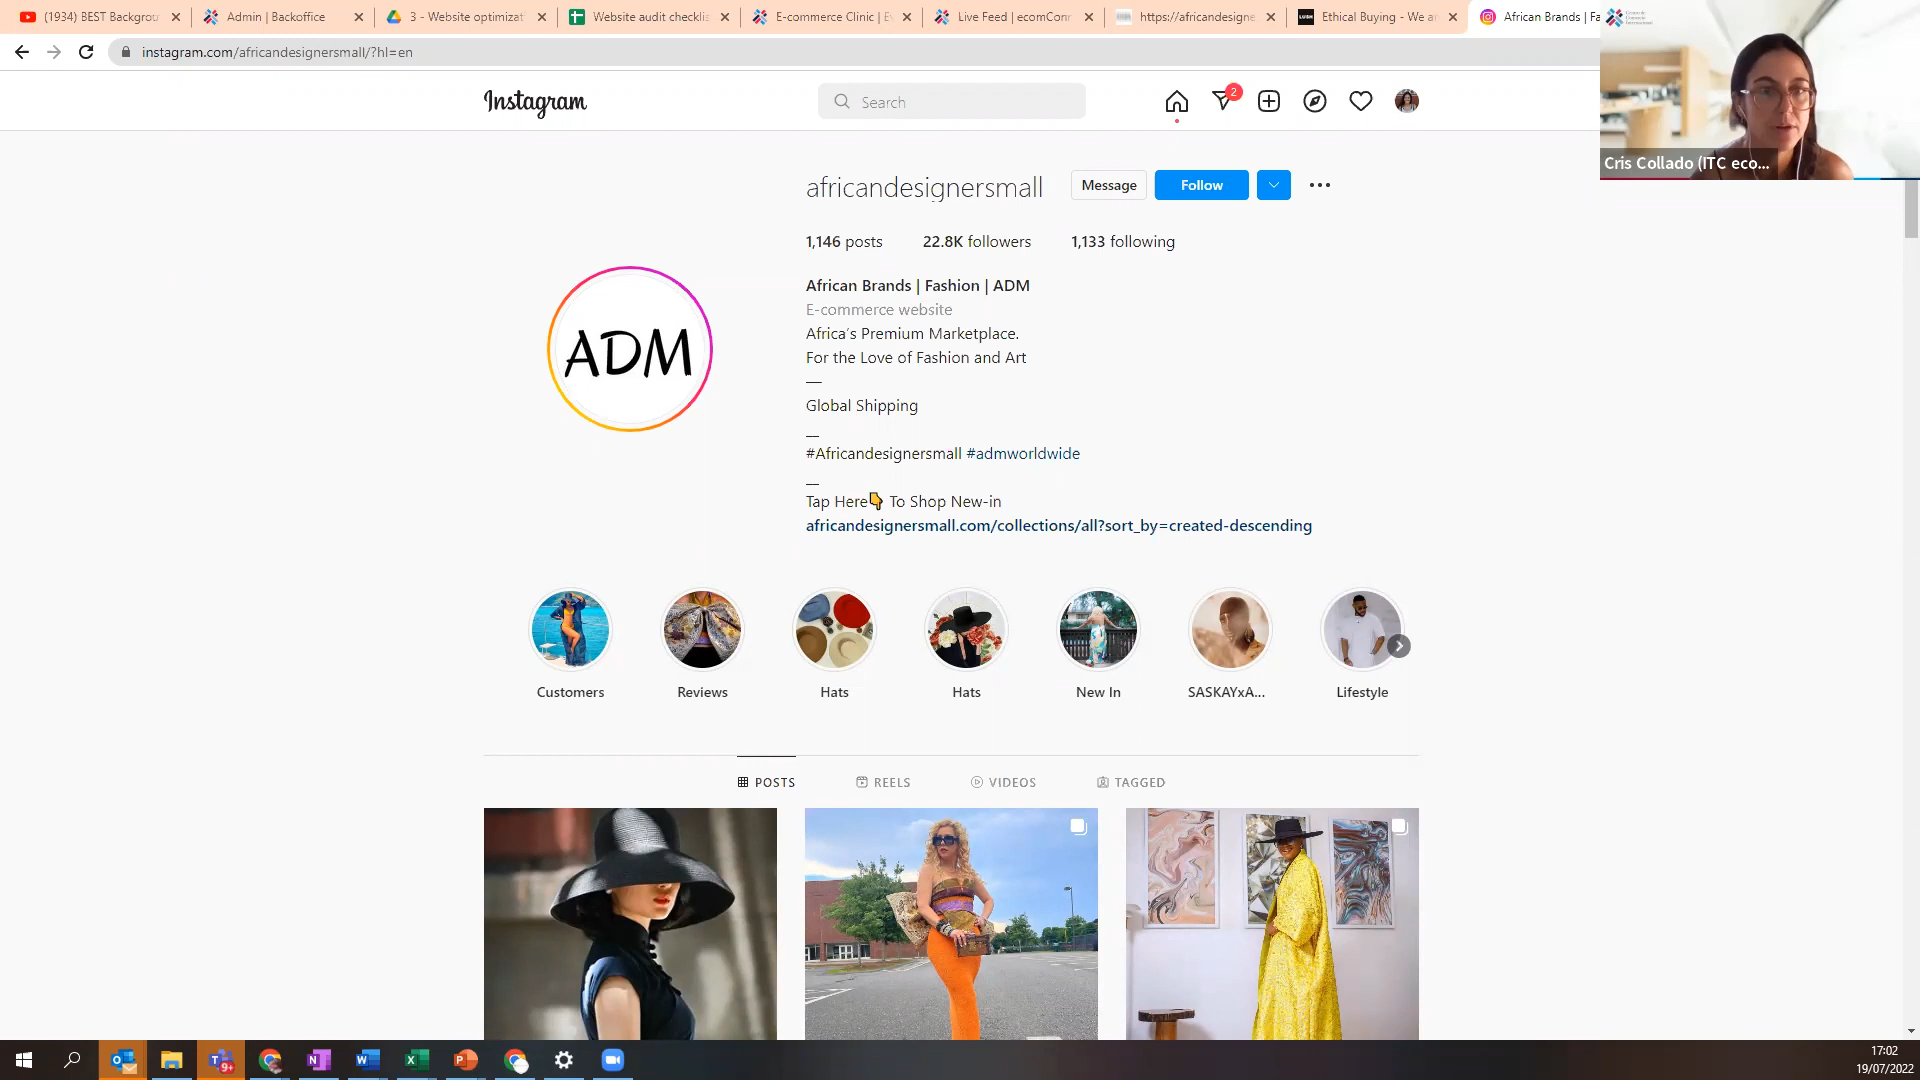 (1934) BEST Backgrou
Admin | Backoffice
3 - Website optimizat
Website audit checklis
E-commerce Clinic | E
Live Feed | ecomConn
https://africandesigne
LUSH
Ethical Buying - We a
African Brands | Fa
instagram.com/africandesignersmall/?hl=en
Instagram
Search
2
Cris Collado (ITC eco...
africandesignersmall
Message
Follow
1,146 posts
22.8K followers
1,133 following
ADM
African Brands | Fashion | ADM
E-commerce website
Africa's Premium Marketplace.
For the Love of Fashion and Art
—
Global Shipping
—
#Africandesignersmall #admworldwide
—
Tap Here👇 To Shop New-in
africandesignersmall.com/collections/all?sort_by=created-descending
Customers
Reviews
Hats
Hats
New In
SASKAYxA...
Lifestyle
POSTS
REELS
VIDEOS
TAGGED
9+
17:02
19/07/2022